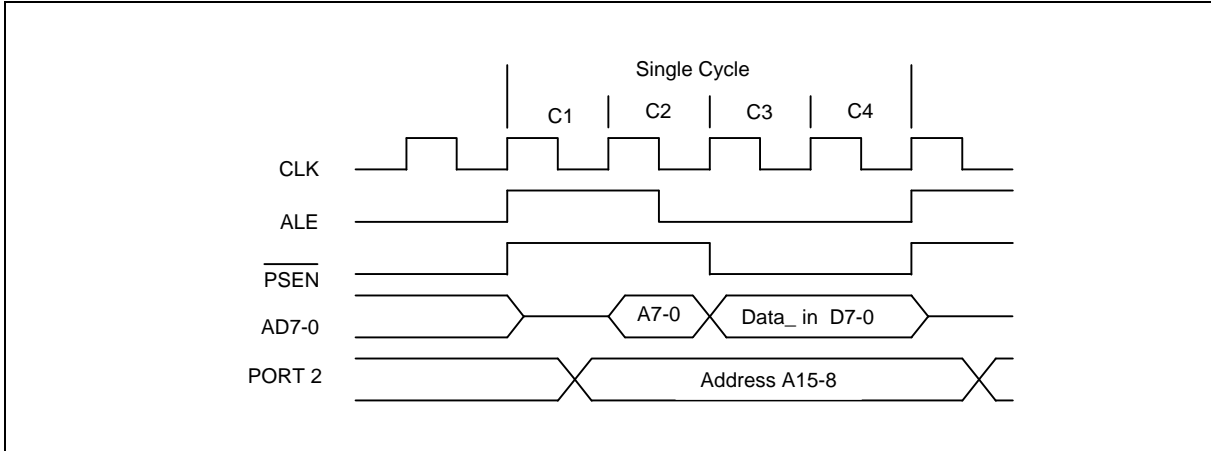 Single Cycle
C1 C2 C3 C4
CLK
ALE
PSEN
AD7-0 A7-0 Data_ in D7-0
PORT 2 Address A15-8